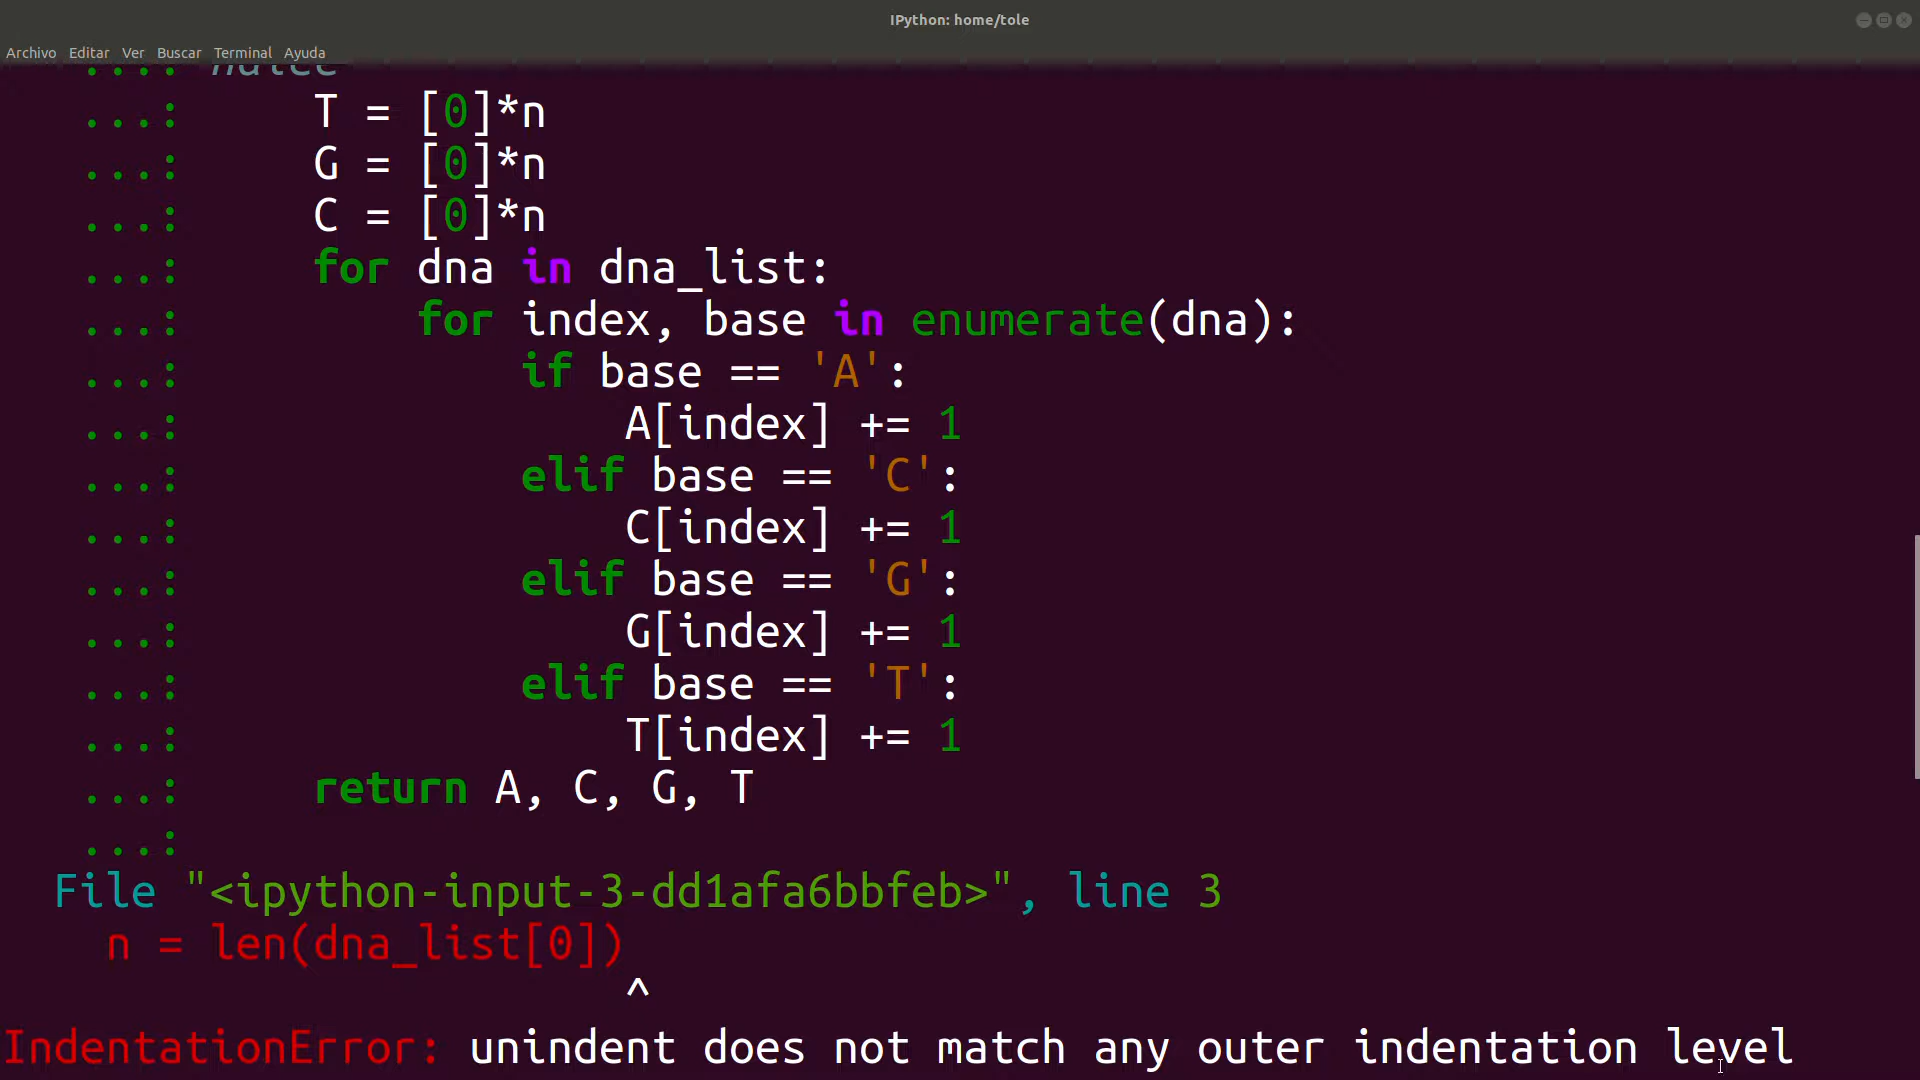 IPython: home/tole
Archivo Editar Ver Buscar Terminal Ayuda
...:
...: T = [0]*n
...: G = [0]*n
...: C = [0]*n
...: for dna in dna_list:
...: for index, base in enumerate(dna):
...: if base == 'A':
...: A[index] += 1
...: elif base == 'C':
...: C[index] += 1
...: elif base == 'G':
...: G[index] += 1
...: elif base == 'T':
...: T[index] += 1
...: return A, C, G, T
...:
File "<ipython-input-3-dd1afa6bbfeb>", line 3
n = len(dna_list[0])
^
IndentationError: unindent does not match any outer indentation level